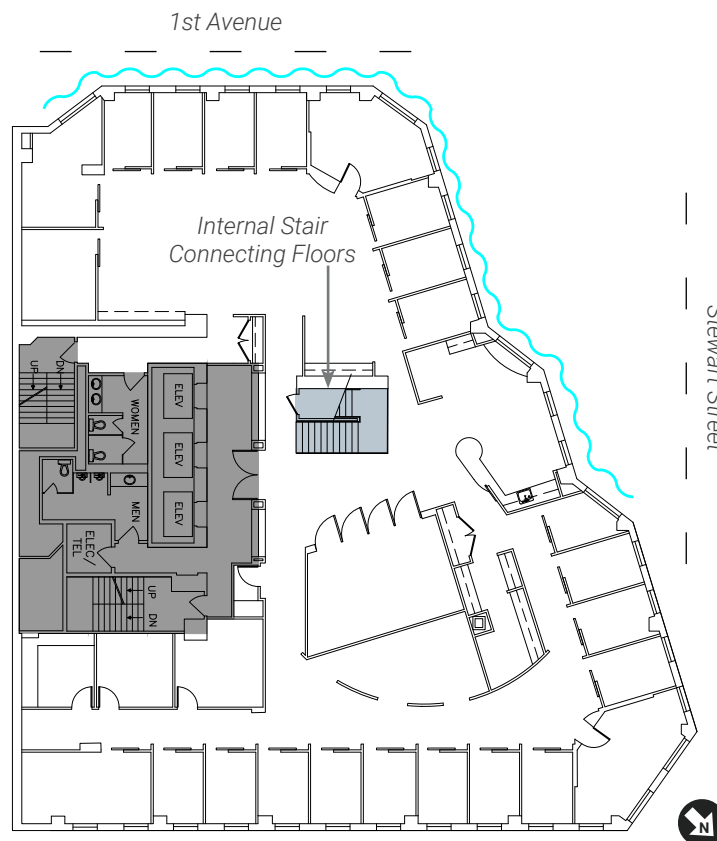 1st Avenue
Internal Stair
Connecting Floors
Stewart Street
UP
DN
WOMEN
ELEV
ELEV
ELEV
MEN
ELEC/
TEL
UP
DN
N